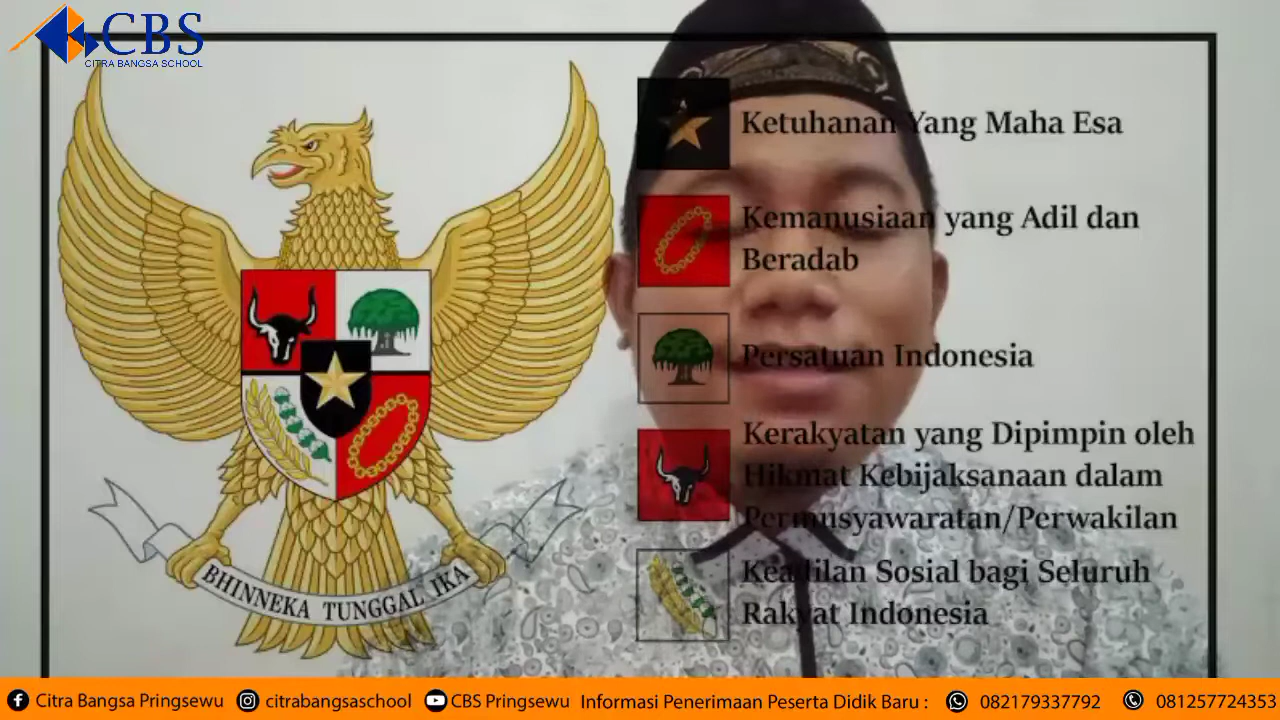 CBS
CITRA BANGSA SCHOOL
Ketuhanan Yang Maha Esa
Kemanusiaan yang Adil dan
Beradab
Persatuan Indonesia
Kerakyatan yang Dipimpin oleh
Hikmat Kebijaksanaan dalam
Permusyawaratan/Perwakilan
Keadilan Sosial bagi Seluruh
Rakyat Indonesia
BHINNEKA TUNGGAL IKA
Citra Bangsa Pringsewu citrabangsaschool CBS Pringsewu Informasi Penerimaan Peserta Didik Baru : 082179337792 081257724353